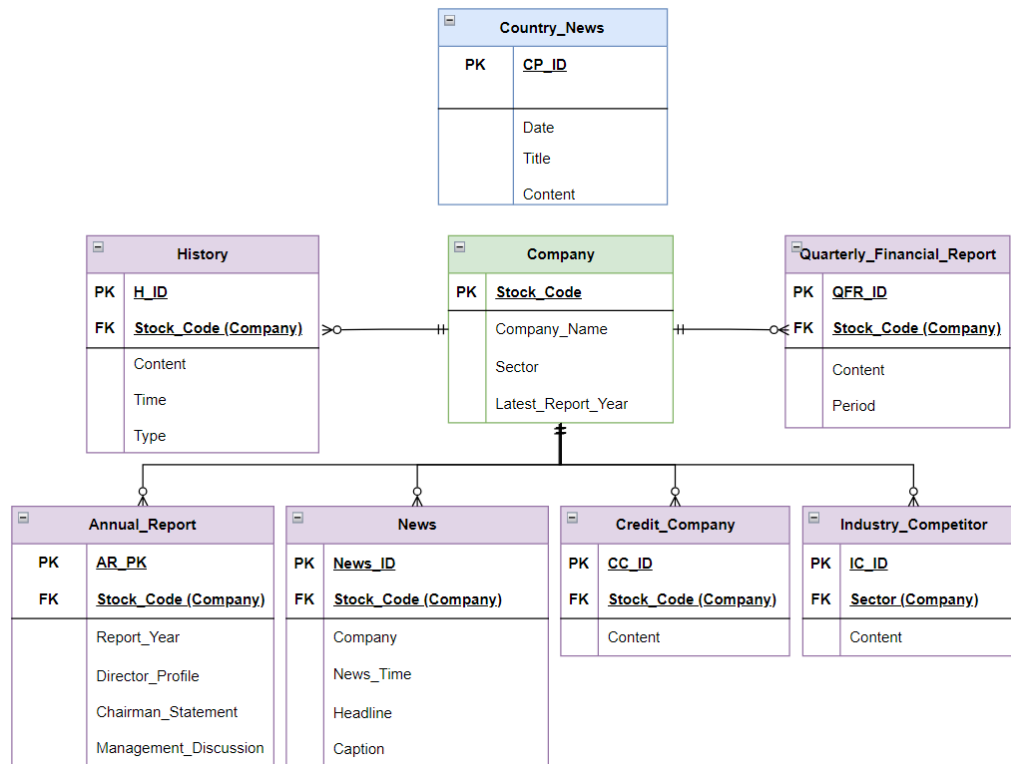 Country_News
PK CP_ID
Date
Title
Content
History
PK H_ID
FK Stock_Code (Company)
Content
Time
Type
Company
PK Stock_Code
Company_Name
Sector
Latest_Report_Year
Quarterly_Financial_Report
PK QFR_ID
FK Stock_Code (Company)
Content
Period
Annual_Report
PK AR_PK
FK Stock_Code (Company)
Report_Year
Director_Profile
Chairman_Statement
Management_Discussion
News
PK News_ID
FK Stock_Code (Company)
Company
News_Time
Headline
Caption
Credit_Company
PK CC_ID
FK Stock_Code (Company)
Content
Industry_Competitor
PK IC_ID
FK Sector (Company)
Content